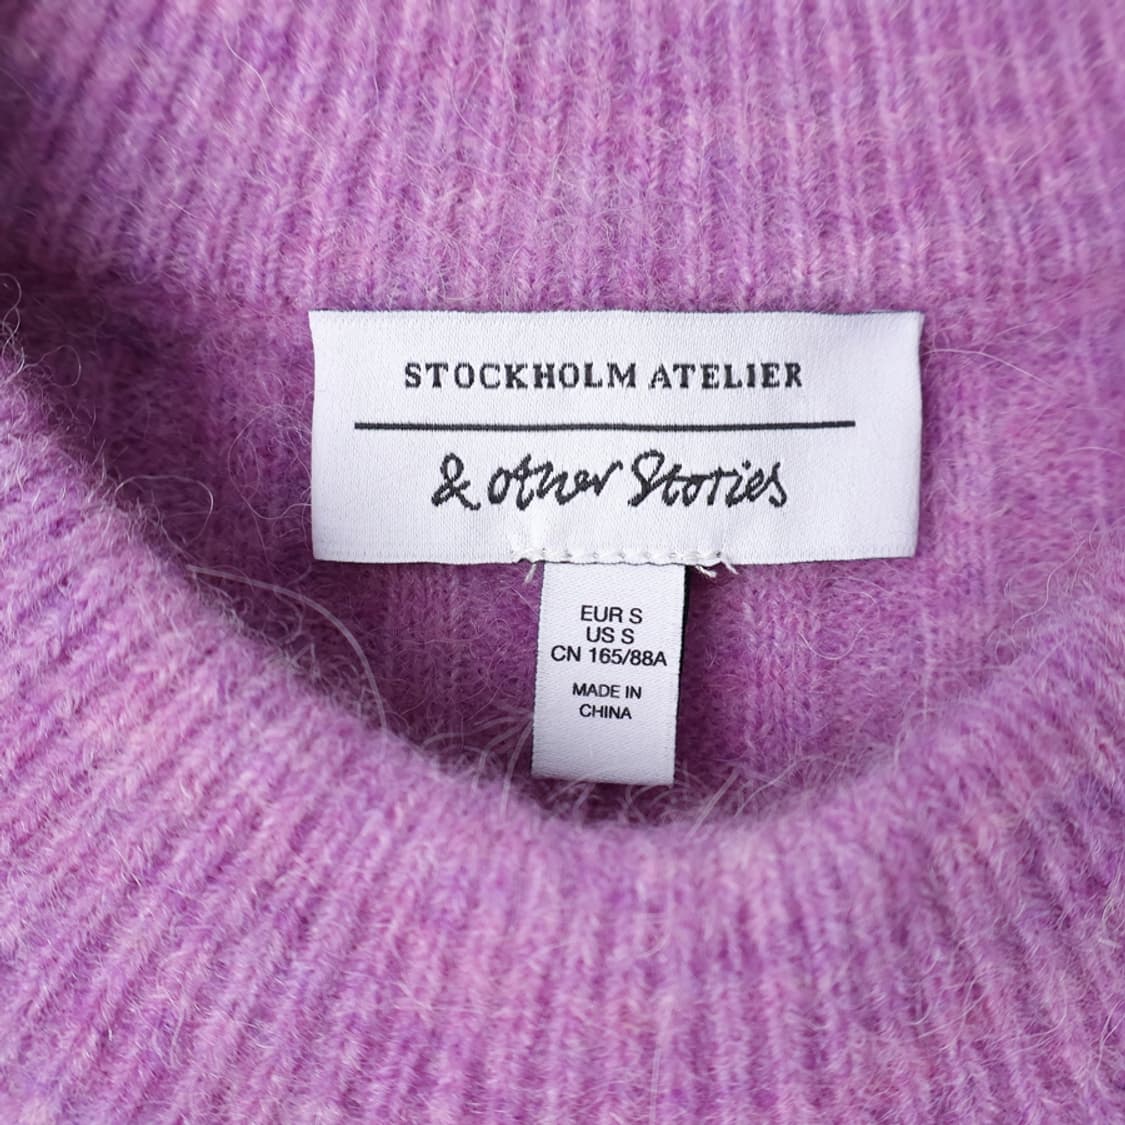 STOCKHOLM ATELIER
& other Stories
EUR S
US S
CN 165/88A
MADE IN
CHINA